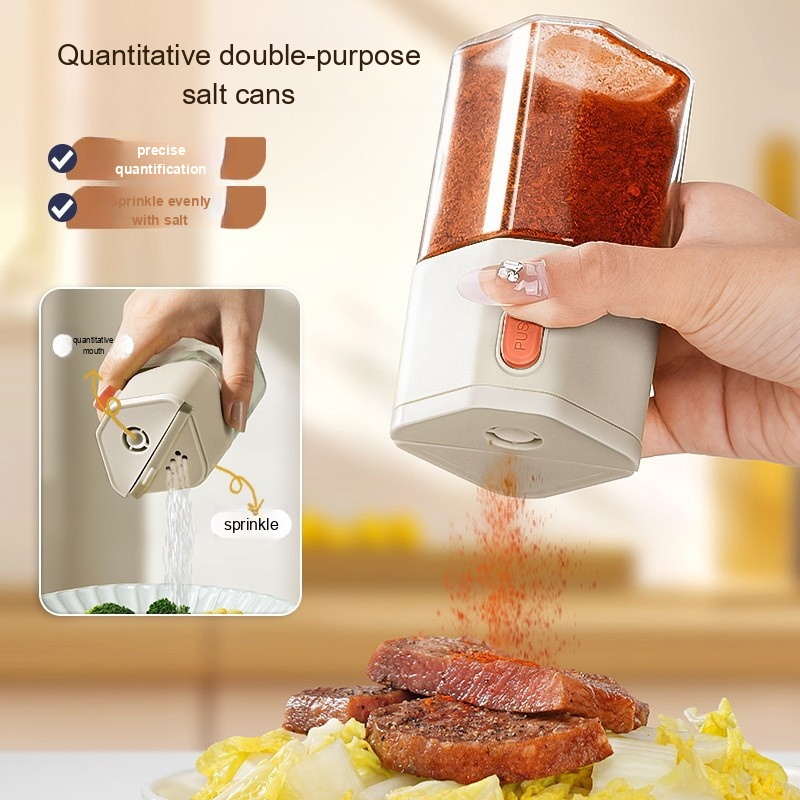 Quantitative double-purpose
salt cans
precise
quantification
Sprinkle evenly
with salt
quantitative
mouth
sprinkle
PUSH